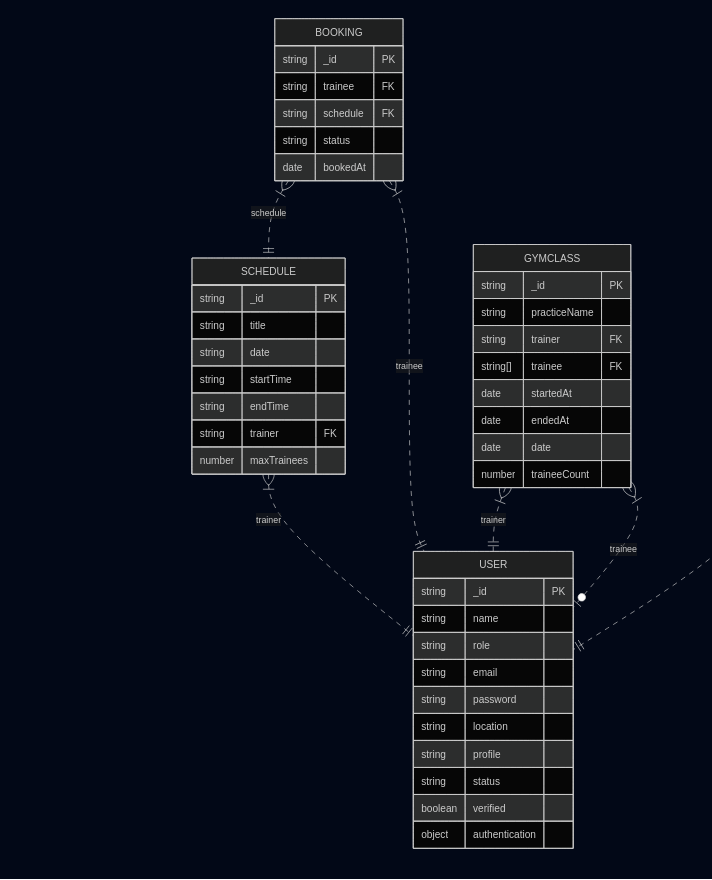 BOOKING
string _id PK
string trainee FK
string schedule FK
string status
date bookedAt
schedule
SCHEDULE
string _id PK
string title
string date
string startTime
string endTime
string trainer FK
number maxTrainees
trainee
GYMCLASS
string _id PK
string practiceName
string trainer FK
string[] trainee FK
date startedAt
date endedAt
date date
number traineeCount
trainer
trainer
trainee
USER
string _id PK
string name
string role
string email
string password
string location
string profile
string status
boolean verified
object authentication